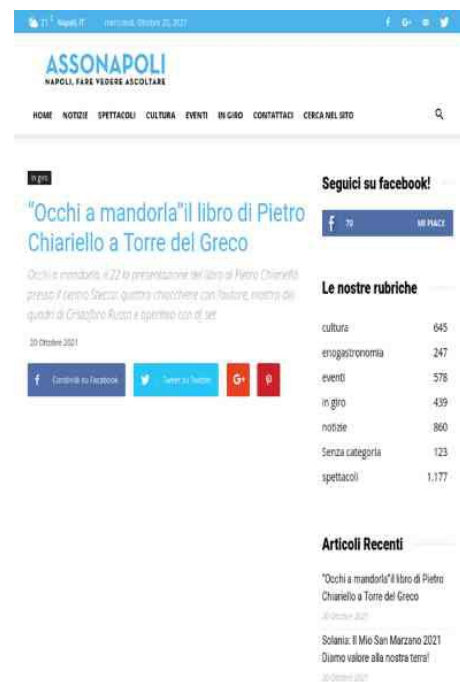 21 C Napoli, IT mercoledì, Ottobre 20, 2021
ASSONAPOLI
NAPOLI, FARE VEDERE ASCOLTARE
HOME NOTIZIE SPETTACOLI CULTURA EVENTI IN GIRO CONTATTACI CERCA NEL SITO
in giro
"Occhi a mandorla"il libro di Pietro
Chiariello a Torre del Greco
Occhi a mandorla, il 22 la presentazione del libro di Pietro Chiariello
presso il centro quattro chiacchiere con l'autore, mostra dei
quadri di Cristoforo Russo e aperitivo con dj set
20 Ottobre 2021
Condividi su Facebook
Tweet su Twitter
G+
Seguici su facebook!
70 MI PIACE
Le nostre rubriche
cultura 645
enogastronomia 247
eventi 578
in giro 439
notizie 860
Senza categoria 123
spettacoli 1.177
Articoli Recenti
"Occhi a mandorla"il libro di Pietro
Chiariello a Torre del Greco
20 Ottobre 2021
Solania: Il Mio San Marzano 2021
Diamo valore alla nostra terra!
20 Ottobre 2021